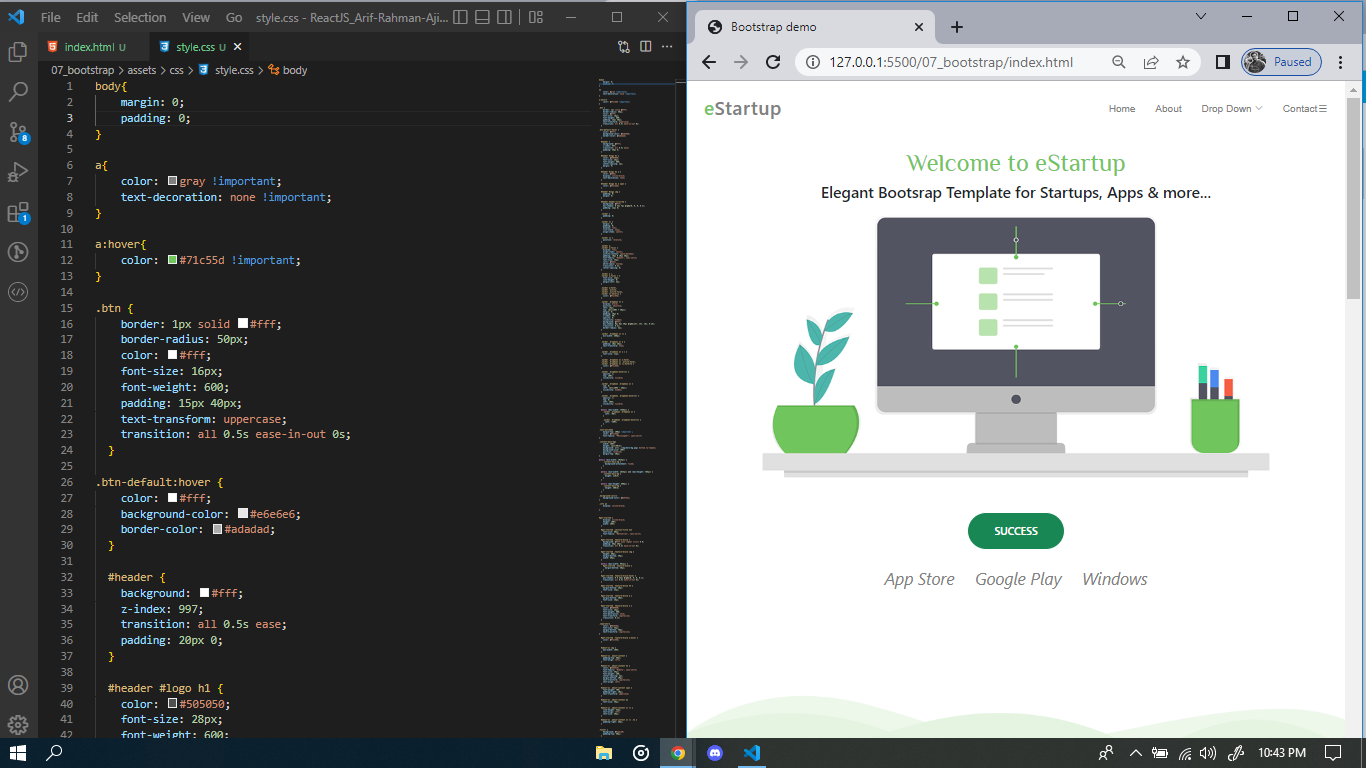 File Edit Selection View Go style.css - ReactJS_Arif-Rahman-Aji...
index.html U style.css U
07_bootstrap > assets > css > style.css > body
1 body{
2 margin: 0;
3 padding: 0;
4 }
5
6 a{
7 color: gray !important;
8 text-decoration: none !important;
9 }
10
11 a:hover{
12 color: #71c55d !important;
13 }
14
15 .btn {
16 border: 1px solid #fff;
17 border-radius: 50px;
18 color: #fff;
19 font-size: 16px;
20 font-weight: 600;
21 padding: 15px 40px;
22 text-transform: uppercase;
23 transition: all 0.5s ease-in-out 0s;
24 }
25
26 .btn-default:hover {
27 color: #fff;
28 background-color: #e6e6e6;
29 border-color: #adadad;
30 }
31
32 #header {
33 background: #fff;
34 z-index: 997;
35 transition: all 0.5s ease;
36 padding: 20px 0;
37 }
38
39 #header #logo h1 {
40 color: #505050;
41 font-size: 28px;
42 font-weight: 600;
8
1
Bootstrap demo
127.0.0.1:5500/07_bootstrap/index.html Paused
eStartup Home About Drop Down Contact
Welcome to eStartup
Elegant Bootsrap Template for Startups, Apps & more...
SUCCESS
App Store Google Play Windows
10:43 PM